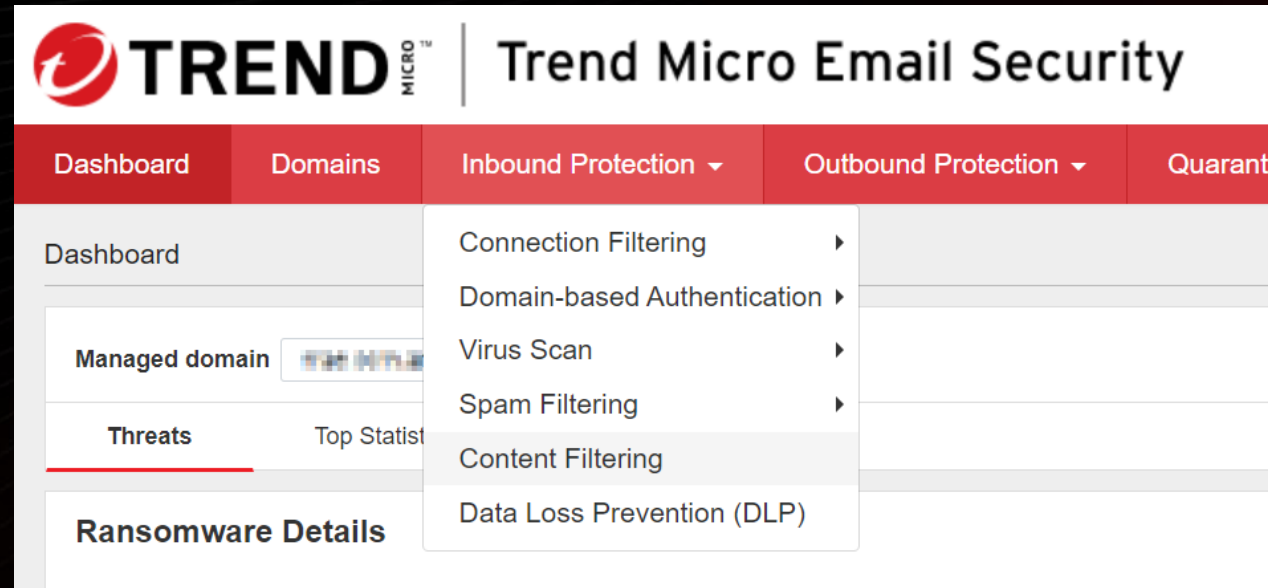 TREND MICRO™ Trend Micro Email Security
Dashboard Domains Inbound Protection Outbound Protection Quarant
Dashboard
Connection Filtering
Domain-based Authentication
Managed domain
Virus Scan
Spam Filtering
Threats Top Statist
Content Filtering
Data Loss Prevention (DLP)
Ransomware Details